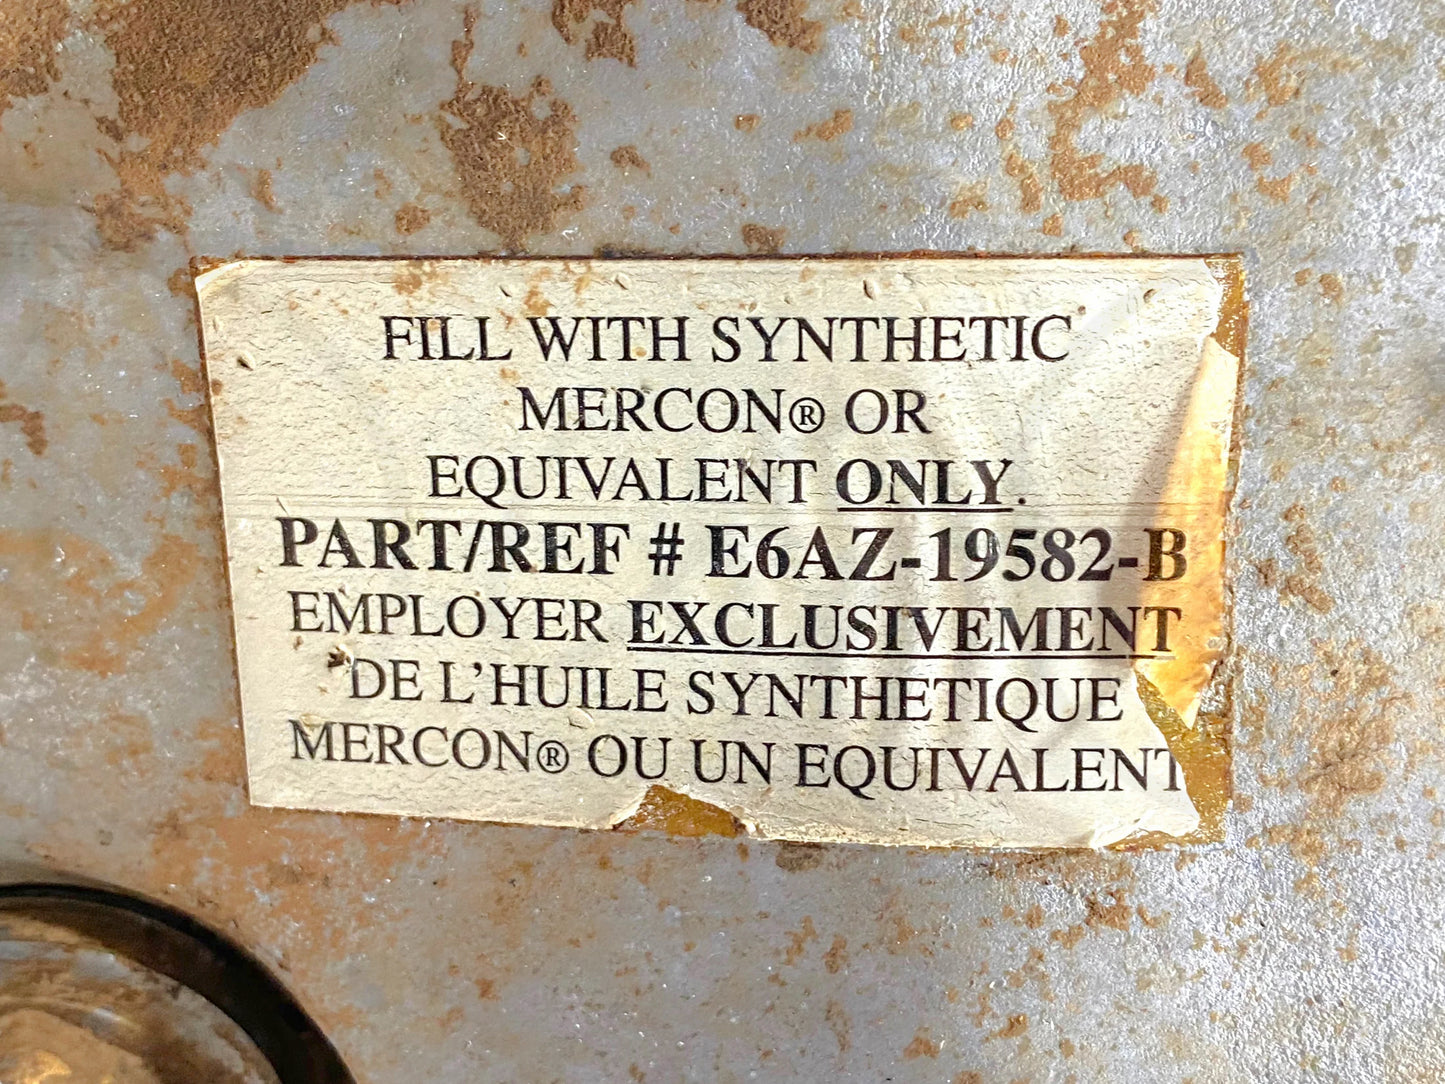 FILL WITH SYNTHETIC
MERCON® OR
EQUIVALENT ONLY.
PART/REF # E6AZ-19582-B
EMPLOYER EXCLUSIVEMENT
DE L'HUILE SYNTHETIQUE
MERCON® OU UN EQUIVALENT